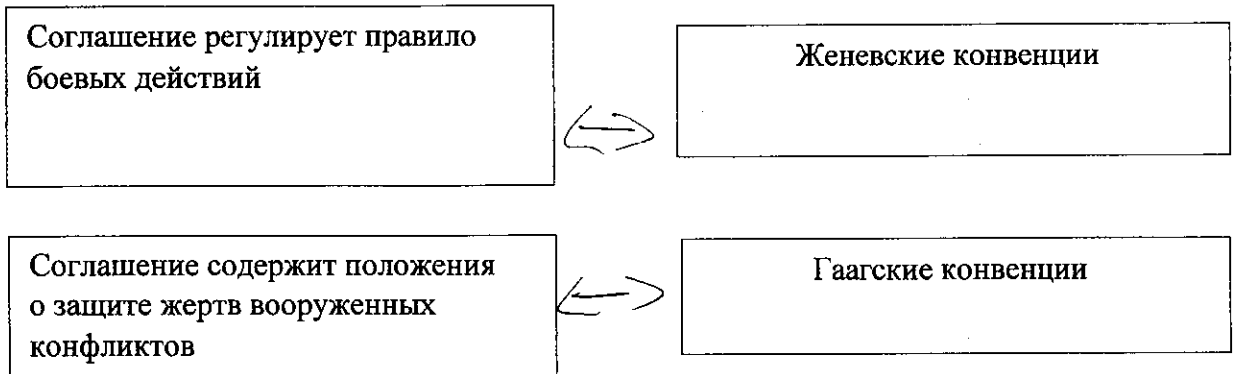 Соглашение регулирует правило
боевых действий
Женевские конвенции
Соглашение содержит положения
о защите жертв вооруженных
конфликтов
Гаагские конвенции